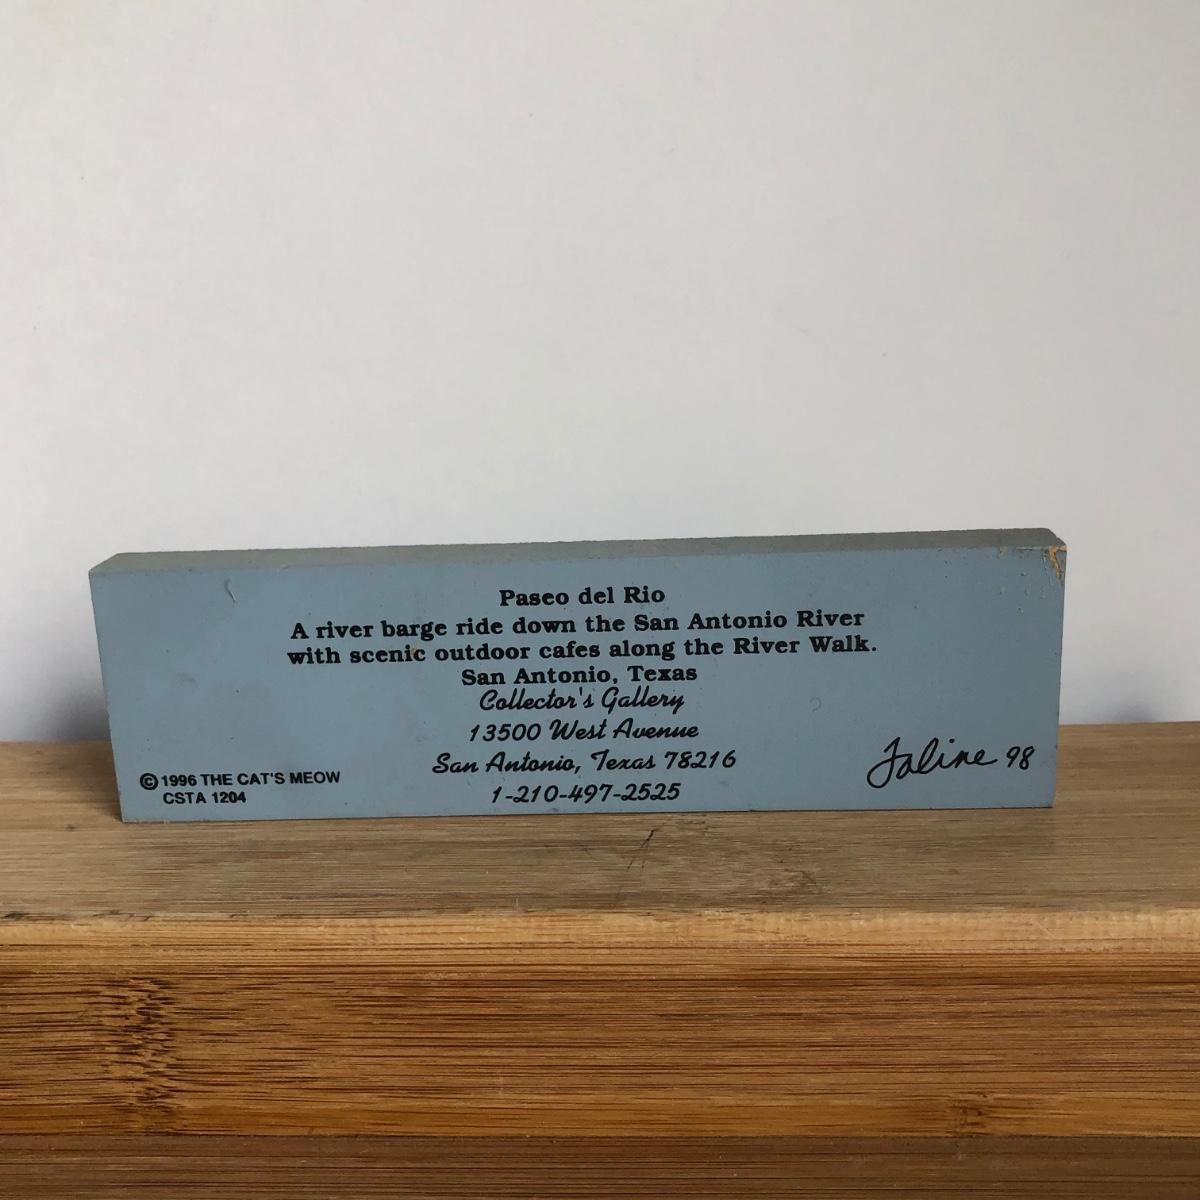 Paseo del Rio
A river barge ride down the San Antonio River
with scenic outdoor cafes along the River Walk.
San Antonio, Texas
Collector's Gallery
13500 West Avenue
San Antonio, Texas 78216
1-210-497-2525
© 1996 THE CAT'S MEOW
CSTA 1204
Faline 98